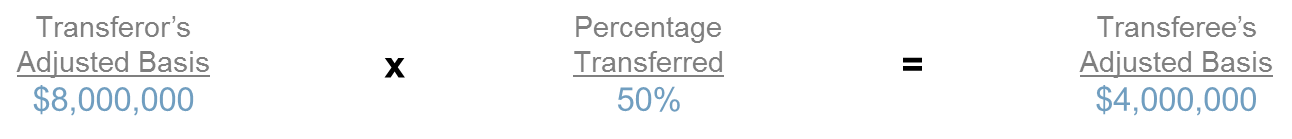 Transferor’s
Adjusted Basis
$8,000,000
x
Percentage
Transferred
50%
=
Transferee’s
Adjusted Basis
$4,000,000